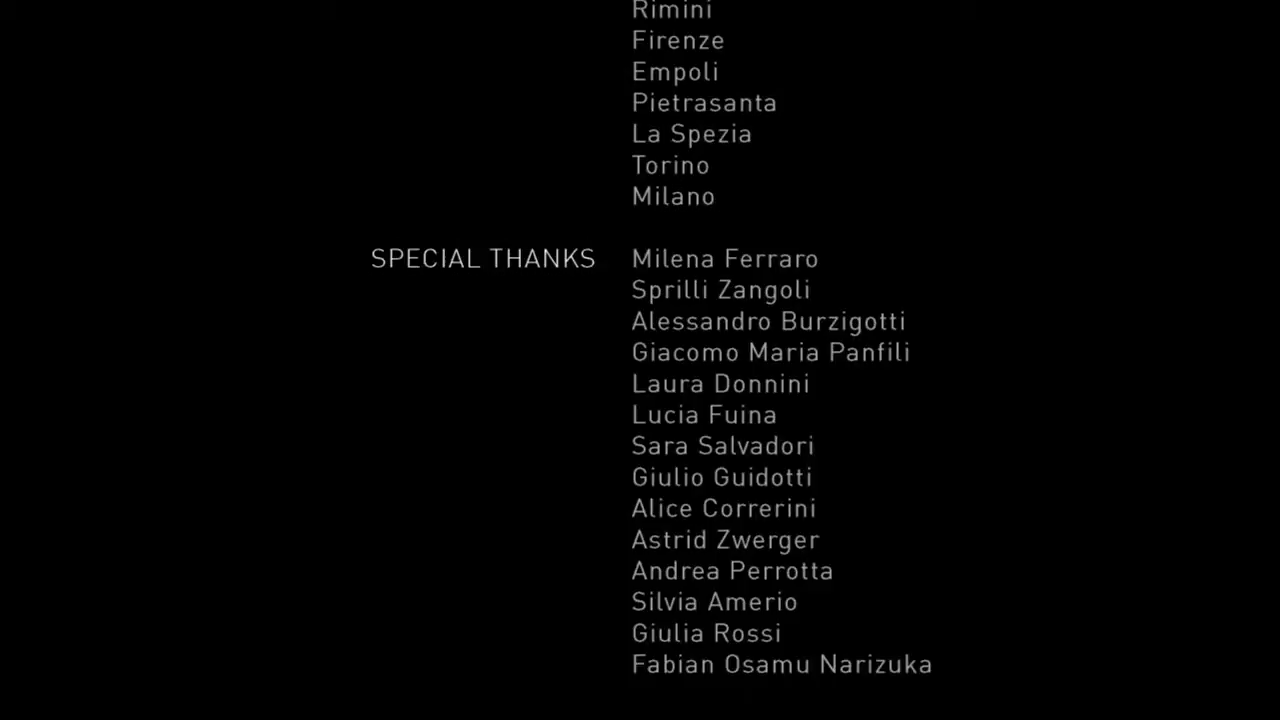 Rimini
Firenze
Empoli
Pietrasanta
La Spezia
Torino
Milano
SPECIAL THANKS Milena Ferraro
Sprilli Zangoli
Alessandro Burzigotti
Giacomo Maria Panfili
Laura Donnini
Lucia Fuina
Sara Salvadori
Giulio Guidotti
Alice Correrini
Astrid Zwerger
Andrea Perrotta
Silvia Amerio
Giulia Rossi
Fabian Osamu Narizuka